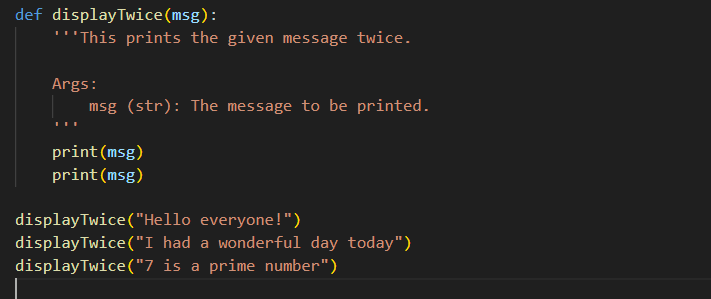 def displayTwice(msg):
    '''This prints the given message twice.

    Args:
        msg (str): The message to be printed.
    '''
    print(msg)
    print(msg)

displayTwice("Hello everyone!")
displayTwice("I had a wonderful day today")
displayTwice("7 is a prime number")